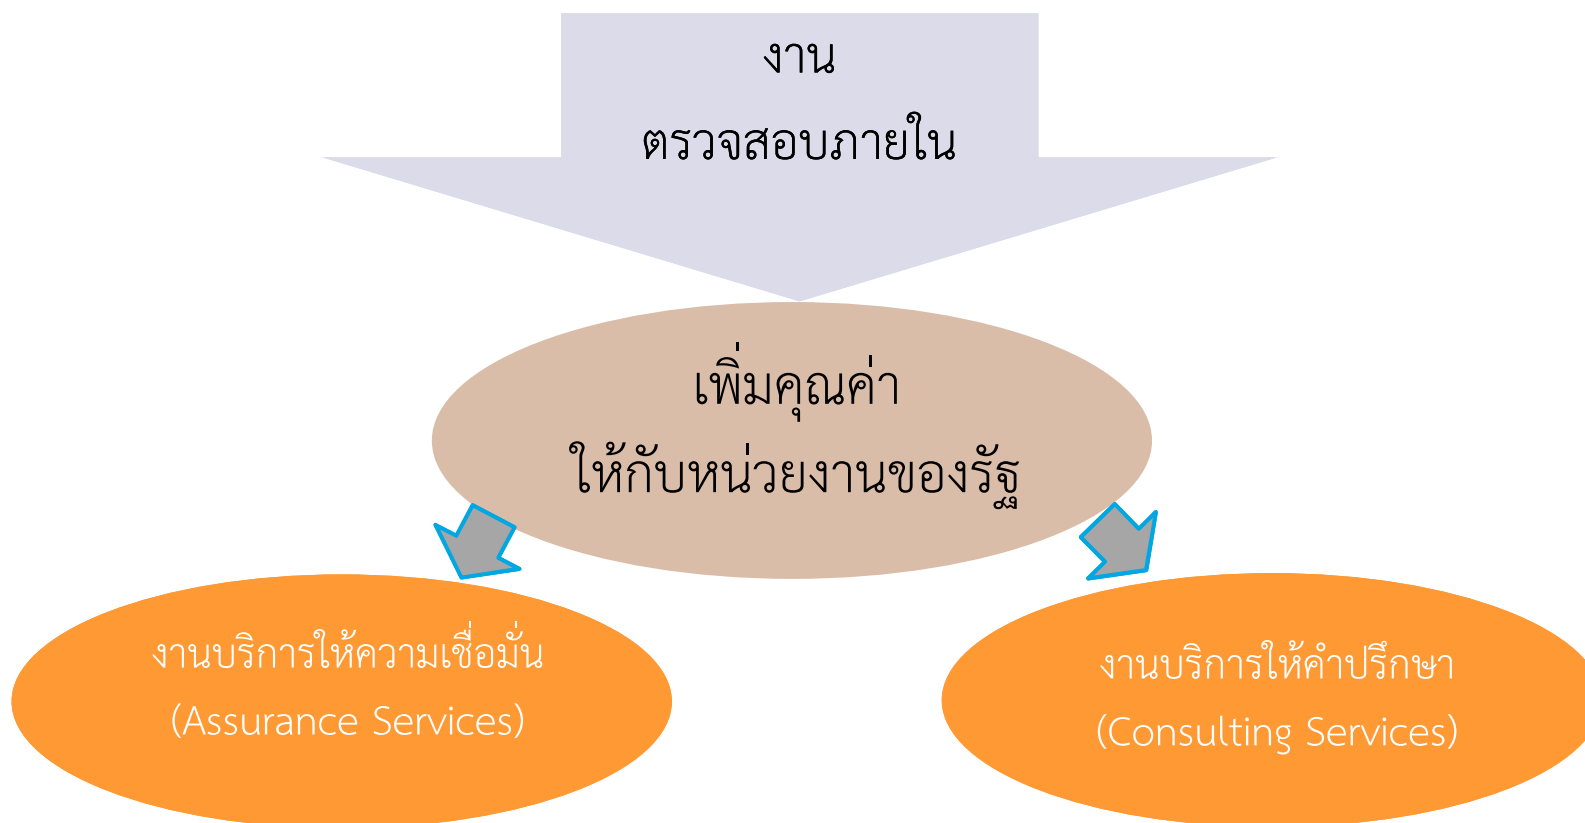 งาน
ตรวจสอบภายใน
เพิ่มคุณค่า
ให้กับหน่วยงานของรัฐ
งานบริการให้ความเชื่อมั่น
(Assurance Services)
งานบริการให้คำปรึกษา
(Consulting Services)